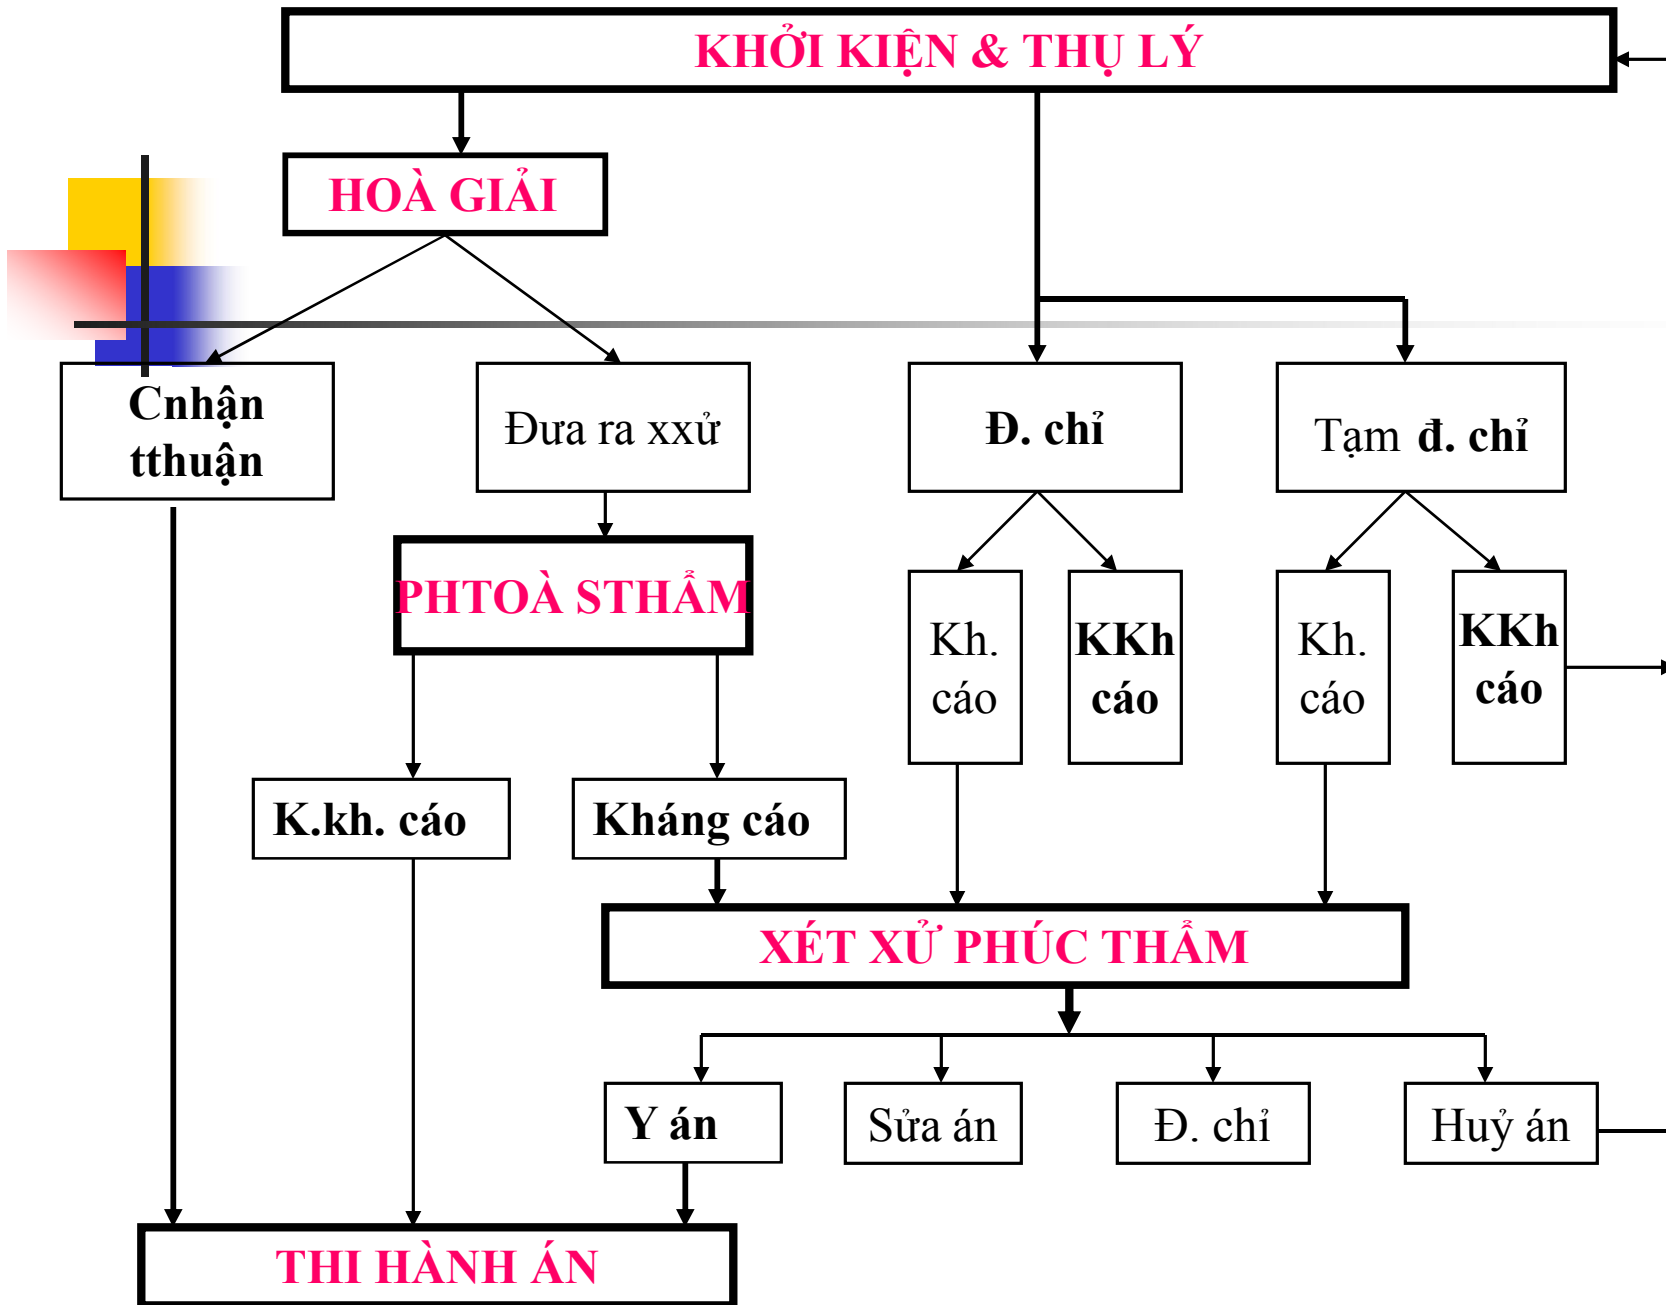 KHỞI KIỆN & THỤ LÝ
HOÀ GIẢI
Cnhận
tthuận
Đưa ra xxử
Đ. chỉ
Tạm đ. chỉ
PHTOÀ STHẨM
Kh.
cáo
KKh
cáo
Kh.
cáo
KKh
cáo
K.kh. cáo
Kháng cáo
XÉT XỬ PHÚC THẨM
Y án
Sửa án
Đ. chỉ
Huỷ án
THI HÀNH ÁN